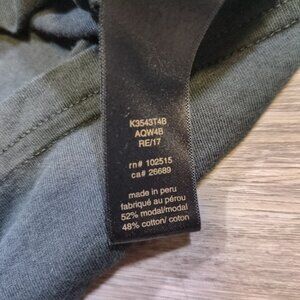 K3543T4B
AQW4B
RE/17
rn# 102515
ca# 26689
made in peru
fabriqué au pérou
52% modal/modal
48% cotton/ coton